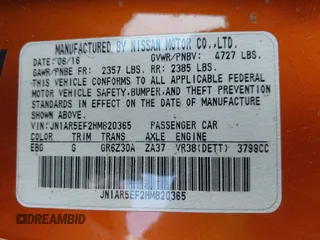 MANUFACTURED BY NISSAN MOTOR CO.,LTD.
DATE:06/16 GVWR/PNBV: 4727 LBS.
GAWR/PNBE FR: 2357 LBS. RR: 2385 LBS.
THIS VEHICLE CONFORMS TO ALL APPLICABLE FEDERAL
MOTOR VEHICLE SAFETY,BUMPER,AND THEFT PREVENTION
STANDARDS IN EFFECT ON THE DATE OF MANUFACTURE
SHOWN ABOVE.
VIN:JN1AR5EF2HM820365 PASSENGER CAR
COLOR TRIM TRANS AXLE ENGINE
EBG G GR6Z30A ZA37 VR38(DETT) 3799CC
JN1AR5EF2HM820365
DREAMBID